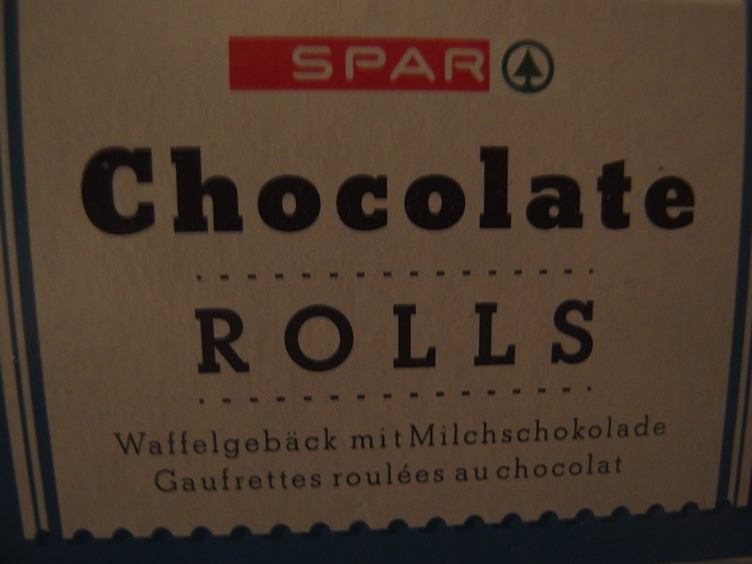 SPAR
Chocolate
ROLLS
Waffelgebäck mit Milchschokolade
Gaufrettes roulées au chocolat